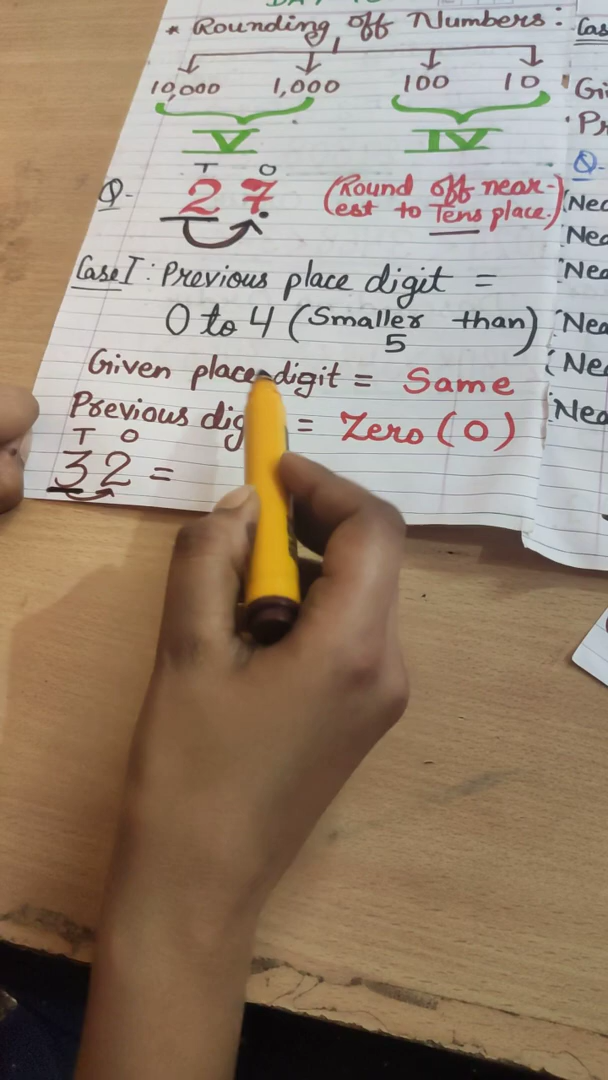 * Rounding off Numbers:
10,000 1,000 100 10
V IV
T O
Q- 27 (Round off near-
est to Tens place.)
Case I: Previous place digit =
0 to 4 (Smaller than)
5
Given place digit = Same
Previous = Zero (0)
T O
32 =
Q-